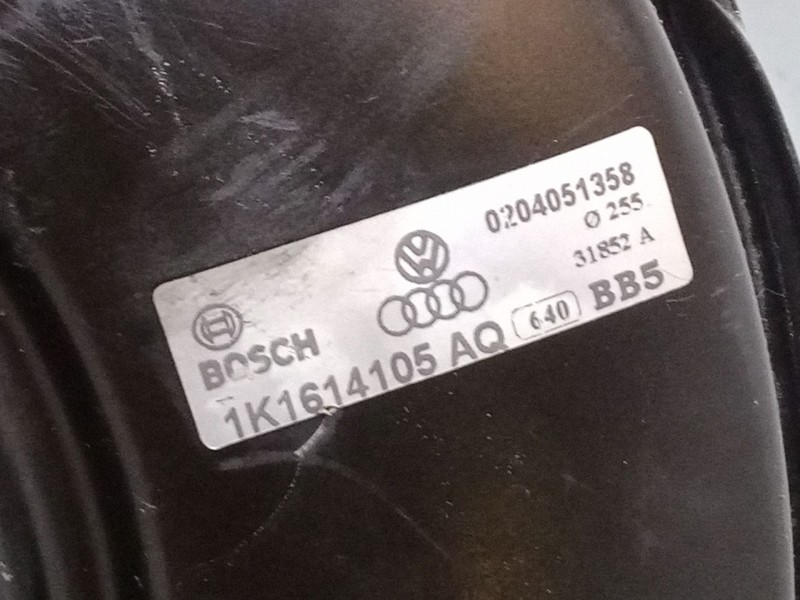 0204051358
Ø 255
31852 A
BOSCH
1K1614105 AQ 640 BB5